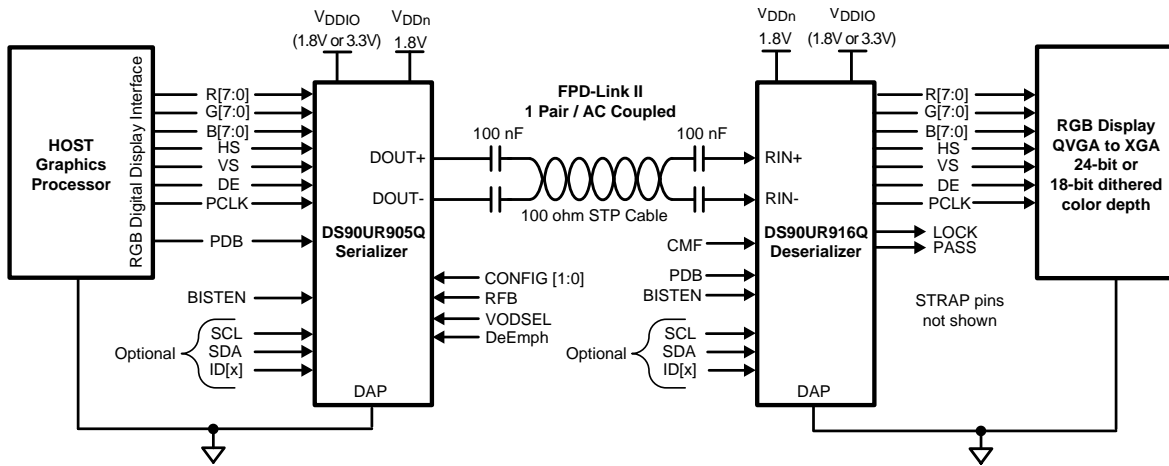 VDDIO
(1.8V or 3.3V)
VDDn
1.8V
VDDn
1.8V
VDDIO
(1.8V or 3.3V)
HOST
Graphics
Processor
RGB Digital Display Interface
R[7:0]
G[7:0]
B[7:0]
HS
VS
DE
PCLK
PDB
BISTEN
Optional
SCL
SDA
ID[x]
DOUT+
DOUT-
DS90UR905Q
Serializer
DAP
CONFIG [1:0]
RFB
VODSEL
DeEmph
FPD-Link II
1 Pair / AC Coupled
100 nF
100 nF
100 ohm STP Cable
RIN+
RIN-
DS90UR916Q
Deserializer
DAP
CMF
PDB
BISTEN
Optional
SCL
SDA
ID[x]
R[7:0]
G[7:0]
B[7:0]
HS
VS
DE
PCLK
LOCK
PASS
STRAP pins
not shown
RGB Display
QVGA to XGA
24-bit or
18-bit dithered
color depth